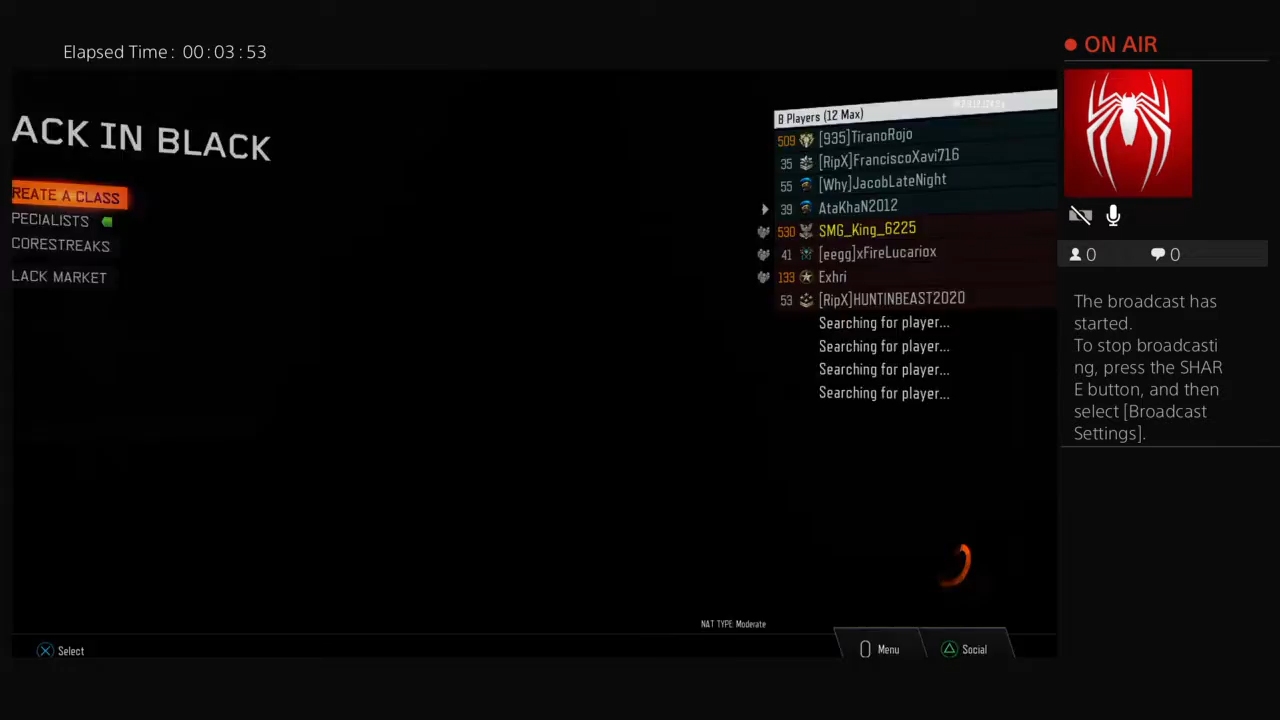 Elapsed Time: 00:03:53
ON AIR
ACK IN BLACK
REATE A CLASS
PECIALISTS
CORESTREAKS
LACK MARKET
8 Players (12 Max)
509 [935]TiranoRojo
35 [RipX]FranciscoXavi716
55 [Why]JacobLateNight
39 AtaKhaN2012
530 SMG_King_6225
41 [eegg]xFireLucariox
133 Exhri
53 [RipX]HUNTINBEAST2020
Searching for player...
Searching for player...
Searching for player...
Searching for player...
0 0
The broadcast has
started.
To stop broadcasti
ng, press the SHAR
E button, and then
select [Broadcast
Settings].
NAT TYPE: Moderate
Select
Menu
Social